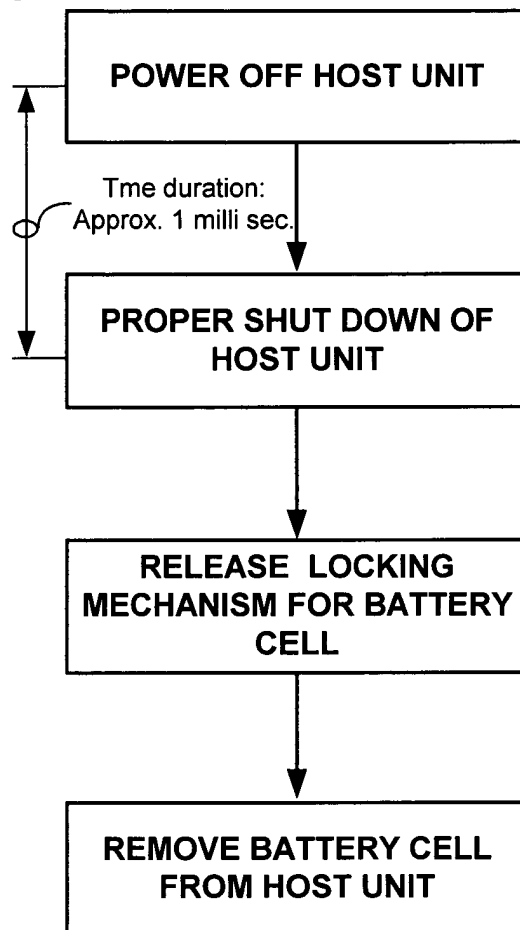 POWER OFF HOST UNIT
Tme duration:
Approx. 1 milli sec.
PROPER SHUT DOWN OF
HOST UNIT
RELEASE LOCKING
MECHANISM FOR BATTERY
CELL
REMOVE BATTERY CELL
FROM HOST UNIT